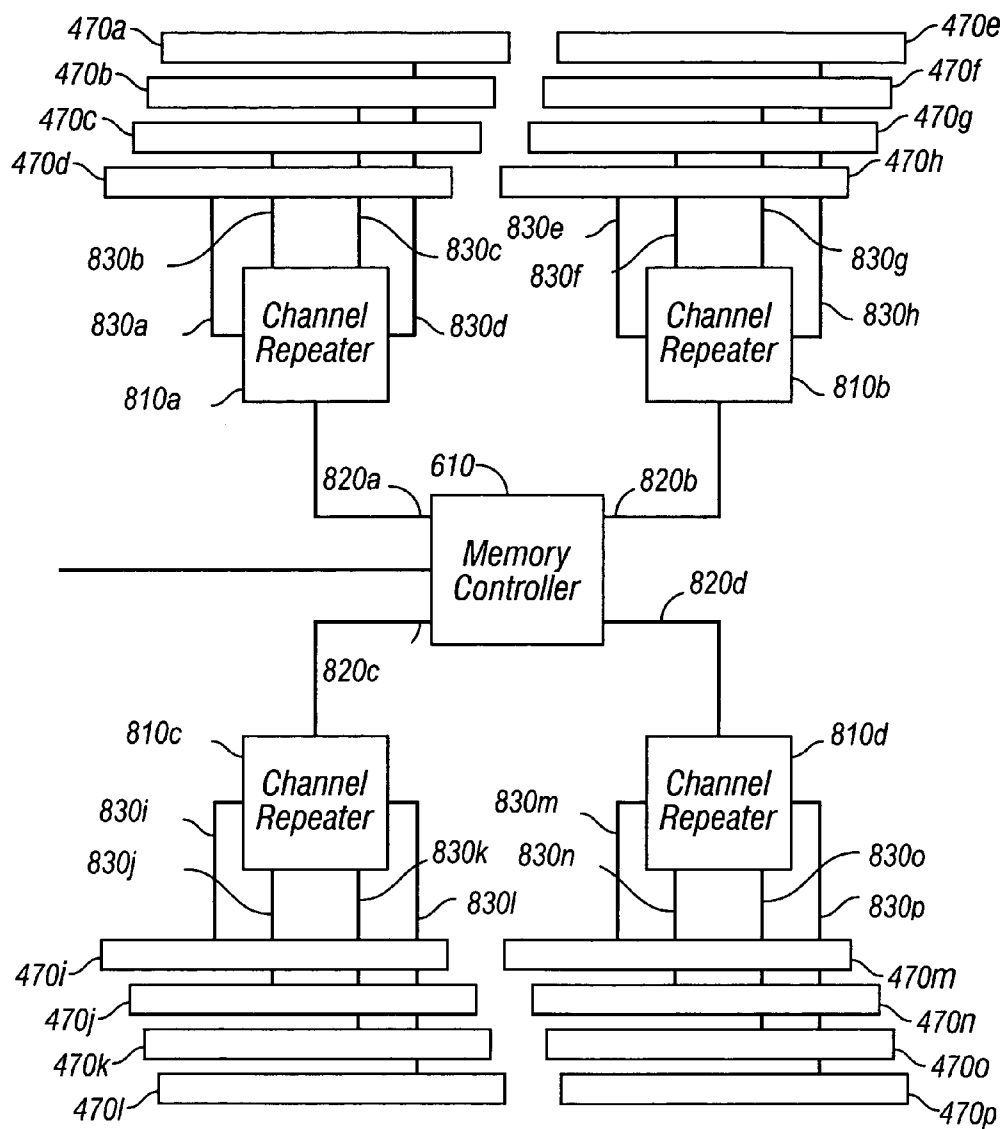 470a
470e
470b
470f
470c
470g
470d
470h
830b
830c
830e
830f
830g
830a
830d
830h
Channel
Repeater
Channel
Repeater
810a
810b
820a
610
820b
Memory
Controller
820d
820c
810c
810d
Channel
Repeater
Channel
Repeater
830i
830m
830j
830k
830n
830o
830l
830p
470i
470m
470j
470n
470k
470o
470l
470p